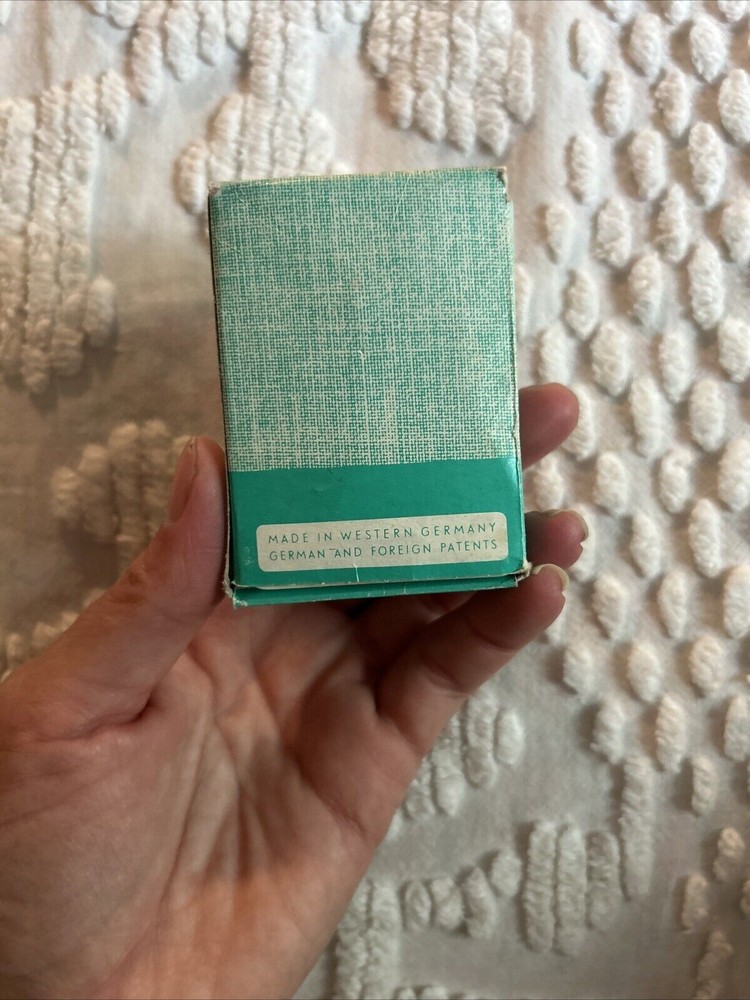 MADE IN WESTERN GERMANY
GERMAN AND FOREIGN PATENTS